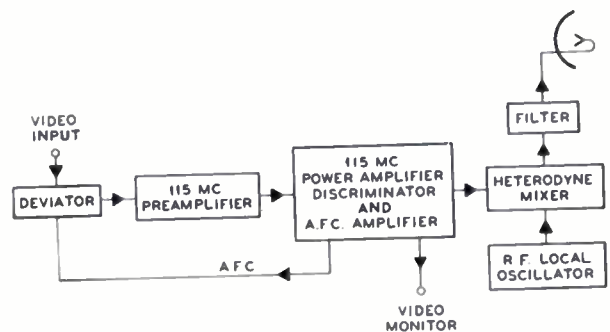 VIDEO
INPUT
DEVIATOR
115 MC
PREAMPLIFIER
115 MC
POWER AMPLIFIER
DISCRIMINATOR
AND
A.F.C. AMPLIFIER
HETERODYNE
MIXER
FILTER
R.F. LOCAL
OSCILLATOR
AFC
VIDEO
MONITOR